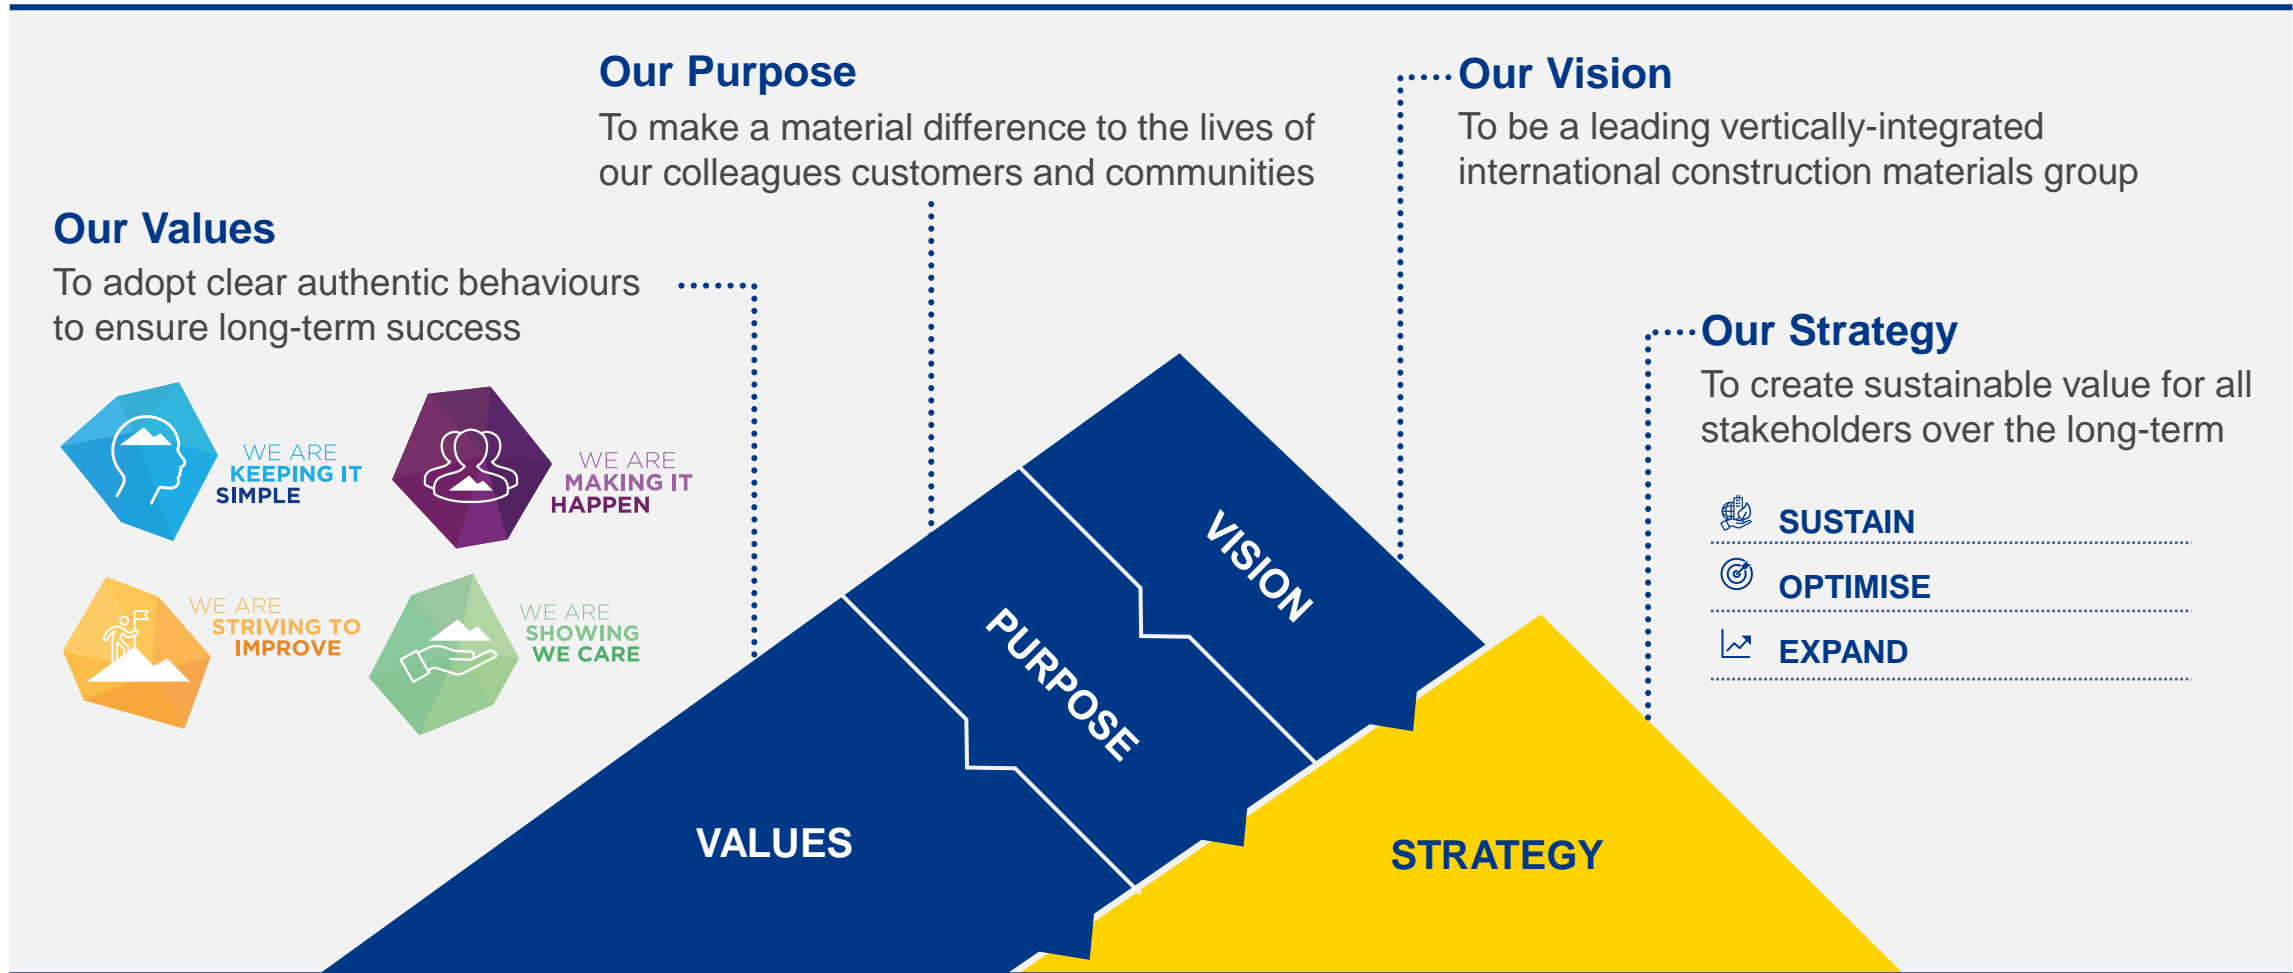 Our Purpose
To make a material difference to the lives of
our colleagues customers and communities
Our Vision
To be a leading vertically-integrated
international construction materials group
Our Values
To adopt clear authentic behaviours
to ensure long-term success
WE ARE
KEEPING IT
SIMPLE
WE ARE
MAKING IT
HAPPEN
WE ARE
STRIVING TO
IMPROVE
WE ARE
SHOWING
WE CARE
Our Strategy
To create sustainable value for all
stakeholders over the long-term
SUSTAIN
OPTIMISE
EXPAND
VISION
PURPOSE
VALUES
STRATEGY